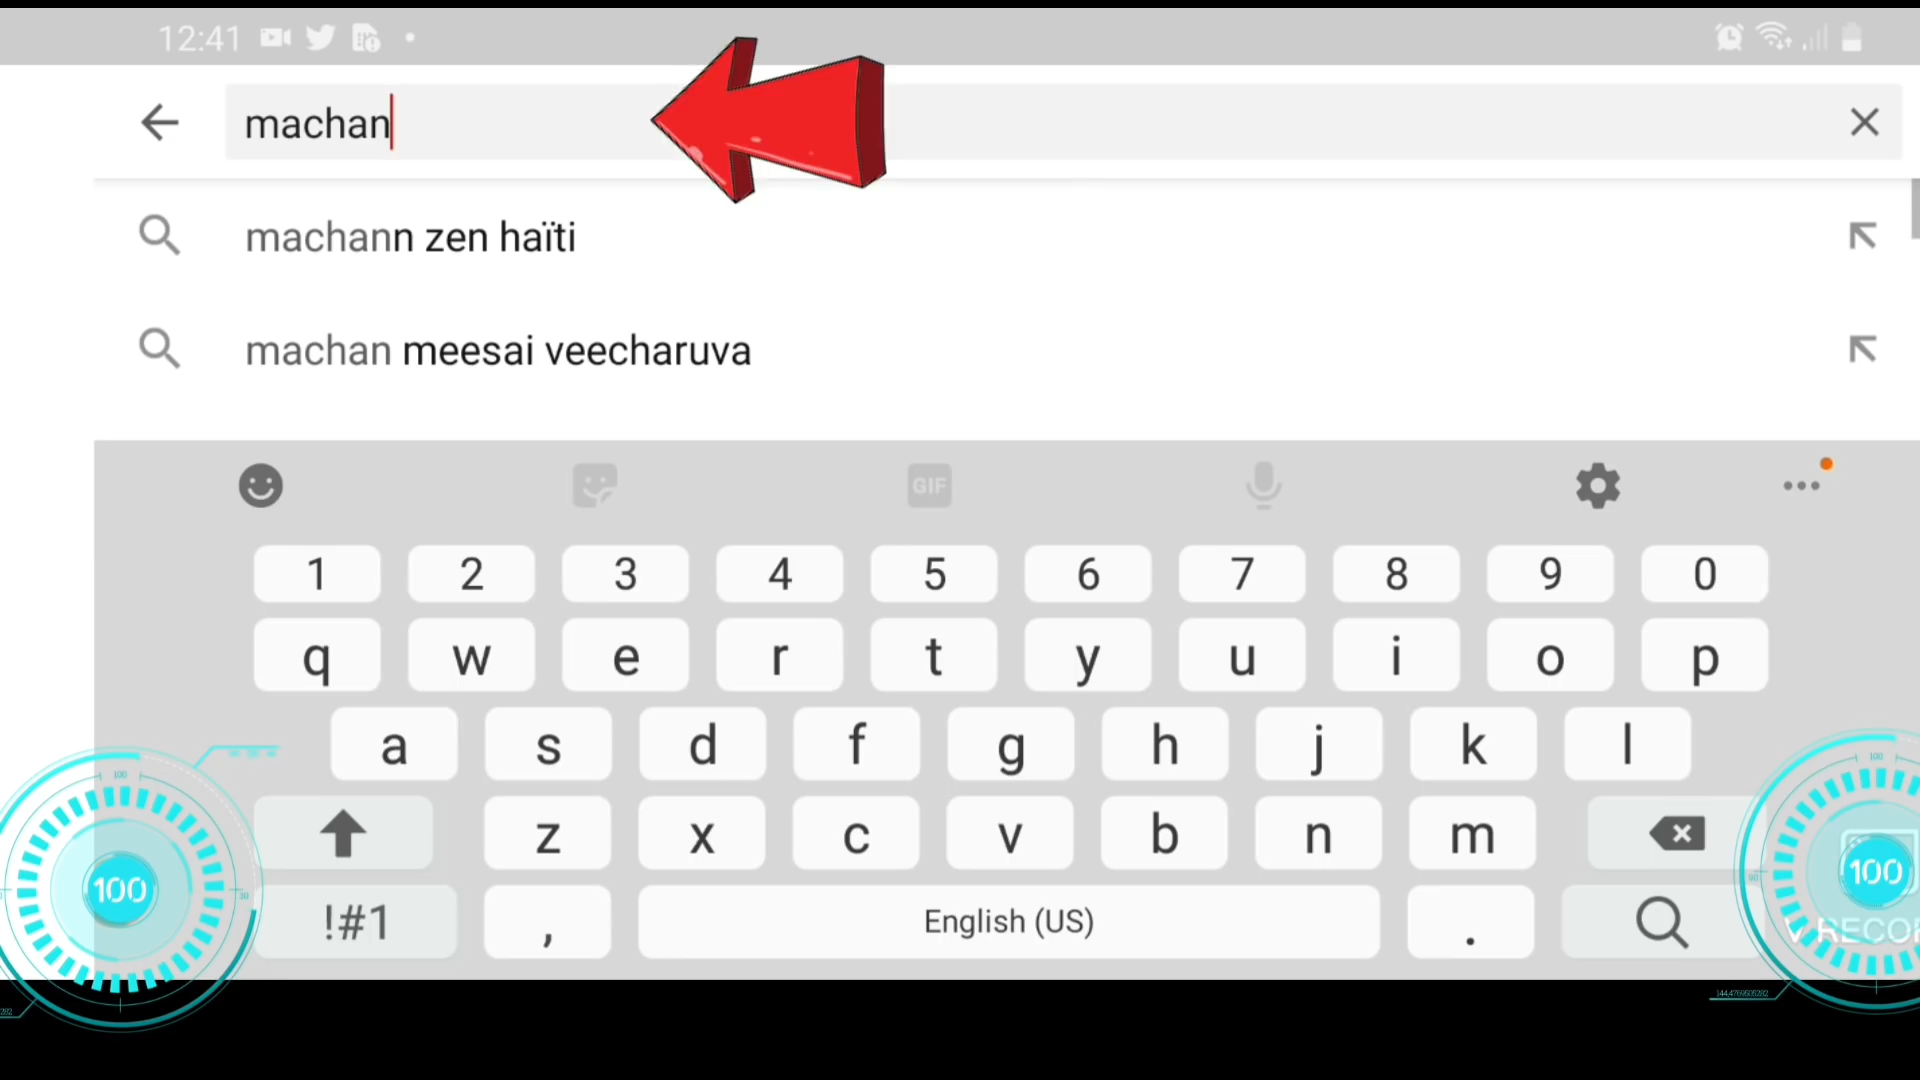 12:41
machan
machann zen haïti
machan meesai veecharuva
GIF
1 2 3 4 5 6 7 8 9 0
q w e r t y u i o p
a s d f g h j k l
z x c v b n m
!#1 , English (US) .
100
100